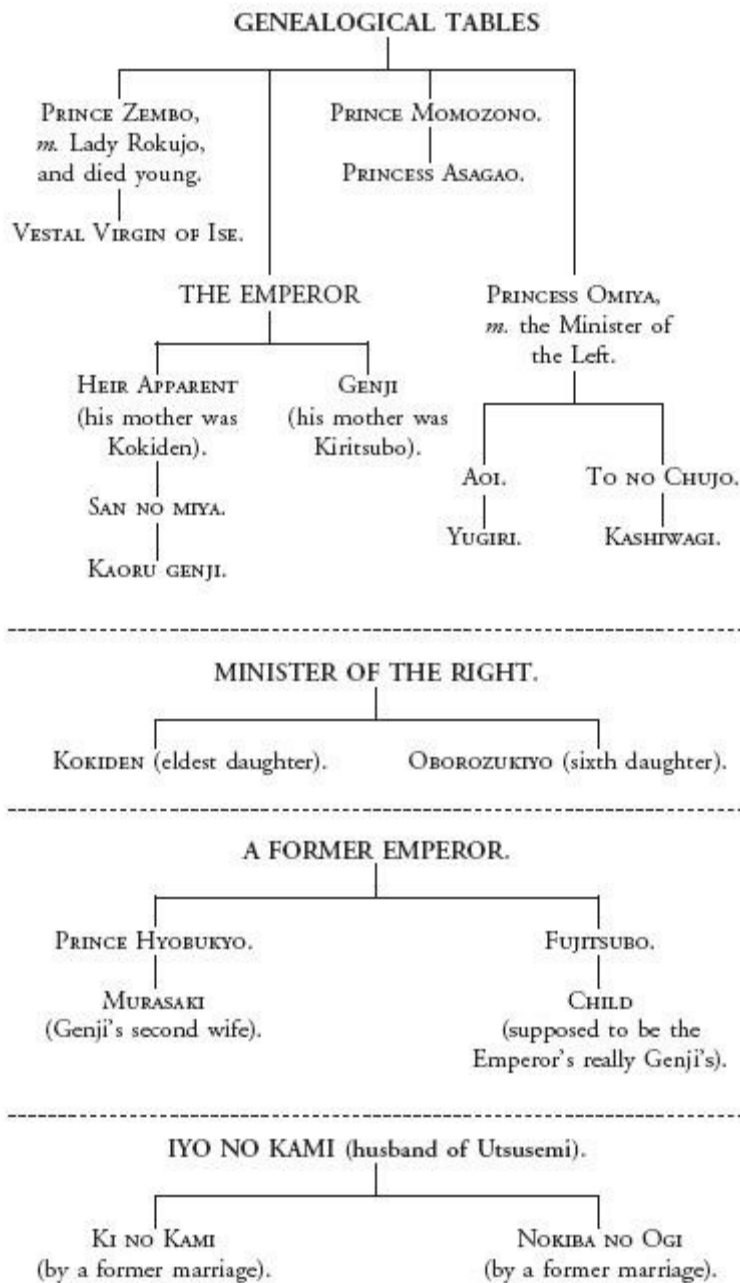 GENEALOGICAL TABLES
PRINCE ZEMBO,
m. Lady Rokujo,
and died young.
VESTAL VIRGIN OF ISE.
PRINCE MOMOZONO.
PRINCESS ASAGAO.
THE EMPEROR
PRINCESS OMIYA,
m. the Minister of
the Left.
HEIR APPARENT
(his mother was
Kokiden).
GENJI
(his mother was
Kiritsubo).
SAN NO MIYA.
KAORU GENJI.
AOI.
TO NO CHUJO.
YUGIRI.
KASHIWAGI.
MINISTER OF THE RIGHT.
KOKIDEN (eldest daughter).
OBOROZUKIYO (sixth daughter).
A FORMER EMPEROR.
PRINCE HYOBUKYO.
FUJITSUBO.
MURASAKI
(Genji's second wife).
CHILD
(supposed to be the
Emperor's really Genji's).
IYO NO KAMI (husband of Utsusemi).
KI NO KAMI
(by a former marriage).
NOKIBA NO OGI
(by a former marriage).